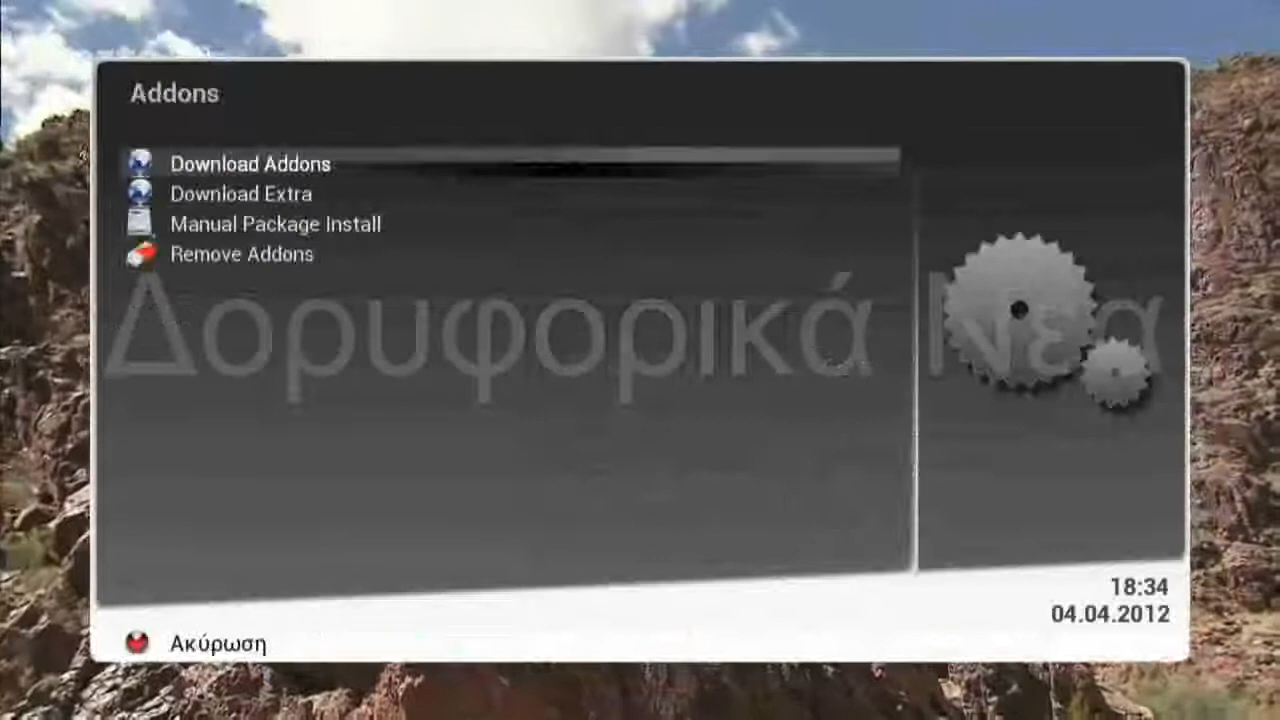 Addons
Download Addons
Download Extra
Manual Package Install
Remove Addons
Δορυφορικά Νέα
18:34
04.04.2012
Ακύρωση